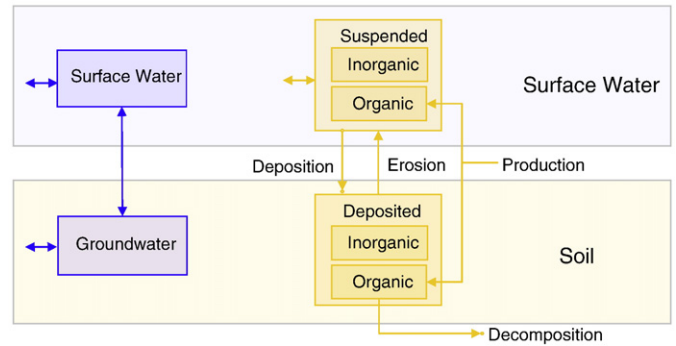 Suspended
Surface Water
Inorganic
Organic
Surface Water
Deposition
Erosion
Production
Deposited
Groundwater
Inorganic
Soil
Organic
Decomposition